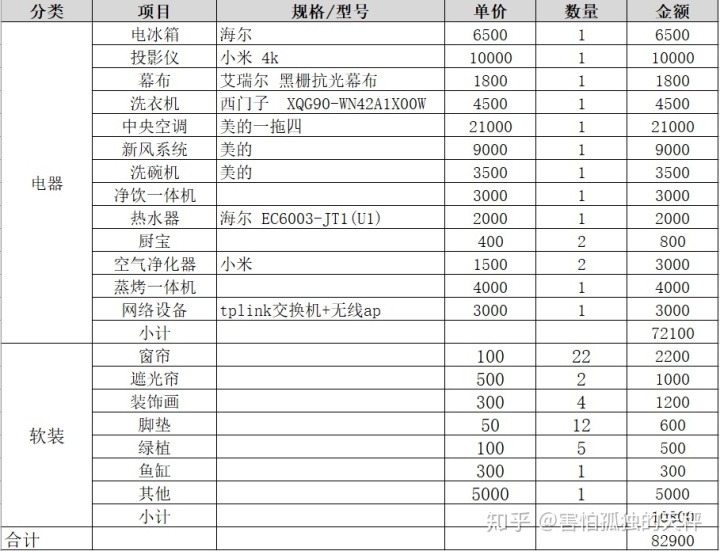 分类 项目 规格/型号 单价 数量 金额
电冰箱 海尔 6500 1 6500
投影仪 小米 4k 10000 1 10000
幕布 艾瑞尔 黑栅抗光幕布 1800 1 1800
洗衣机 西门子 XQG90-WN42A1X00W 4500 1 4500
中央空调 美的一拖四 21000 1 21000
新风系统 美的 9000 1 9000
洗碗机 美的 3500 1 3500
电器
净饮一体机 3000 1 3000
热水器 海尔 EC6003-JT1(U1) 2000 1 2000
厨宝 400 2 800
空气净化器 小米 1500 2 3000
蒸烤一体机 4000 1 4000
网络设备 tplink交换机+无线ap 3000 1 3000
小计 72100
窗帘 100 22 2200
遮光帘 500 2 1000
装饰画 300 4 1200
脚垫 50 12 600
软装
绿植 100 5 500
鱼缸 300 1 300
其他 5000 1 5000
小计 10800
知乎 @害怕孤独的天秤
合计 82900